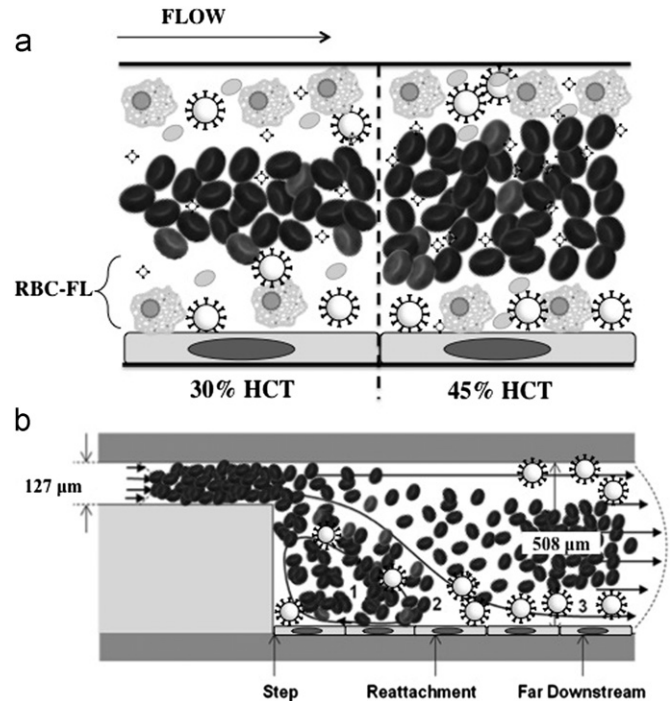 a
FLOW
RBC-FL
30% HCT
45% HCT
b
127 µm
508 µm
1
2
3
Step
Reattachment
Far Downstream